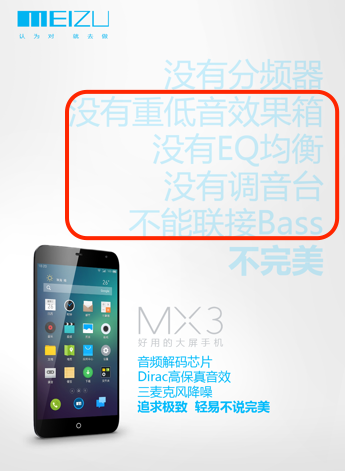 MEIZU
认为对 就去做
没有分频器
没有重低音效果箱
没有EQ均衡
没有调音台
不能联接Bass
不完美
MX3
好用的大屏手机
音频解码芯片
Dirac高保真音效
三麦克风降噪
追求极致 轻易不说完美